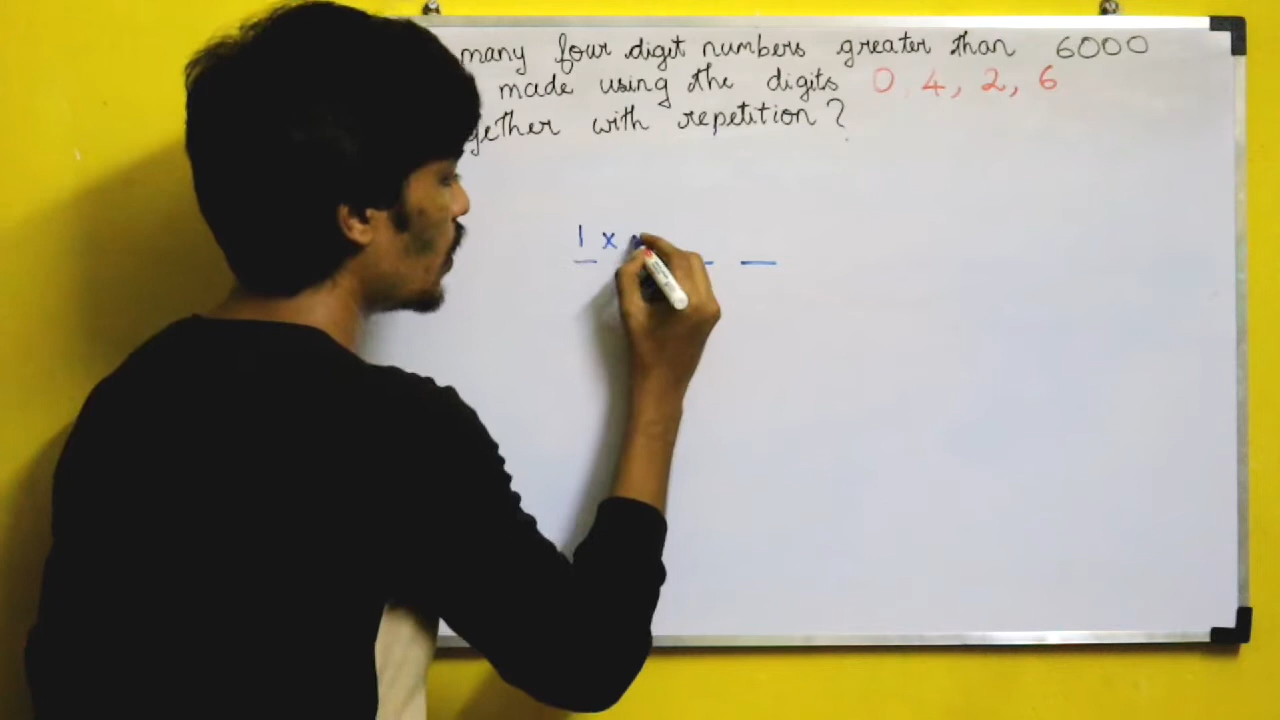 many four digit numbers greater than 6000
made using the digits 0, 4, 2, 6
gether with repetition ?
1 x